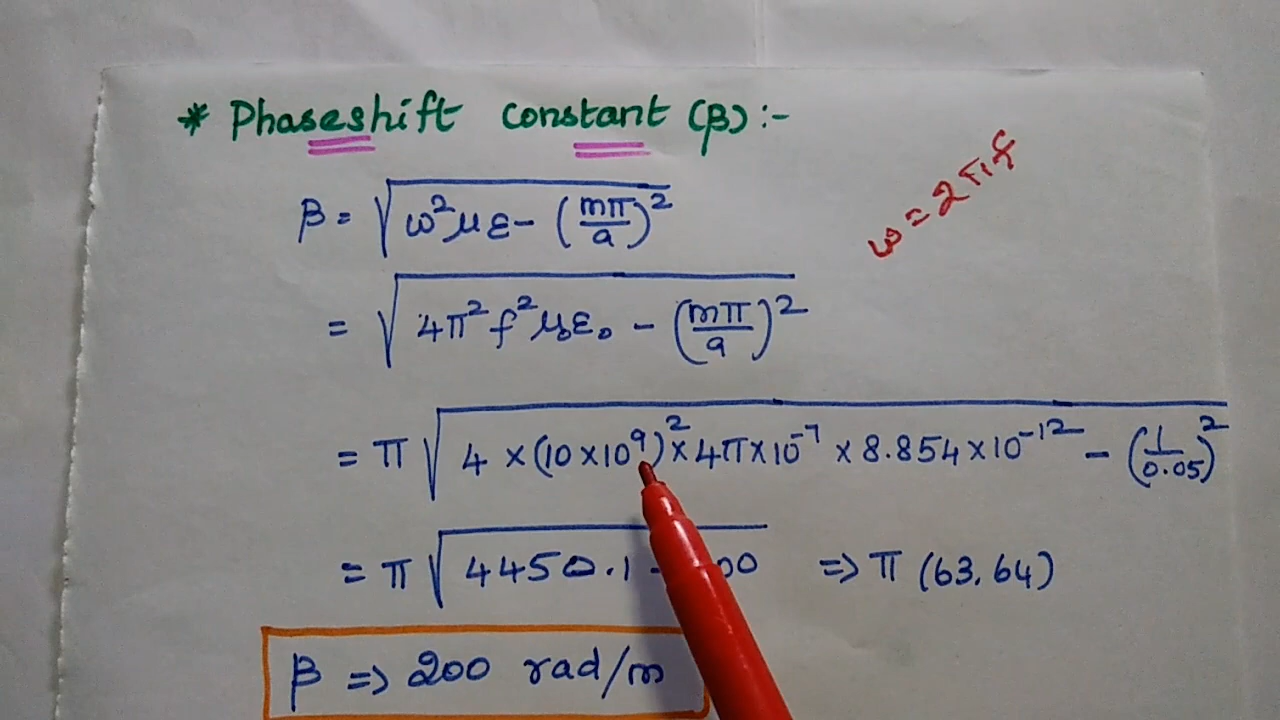 * Phaseshift constant (β) :-
β = √ω²με - (mπ/a)²
ω = 2πf
= √4π²f²μ₀ε₀ - (mπ/a)²
= π √4 × (10 × 10⁹)² × 4π × 10⁻⁷ × 8.854 × 10⁻¹² - (1/0.05)²
= π √4450.1 - 00 => π (63.64)
β => 200 rad/m